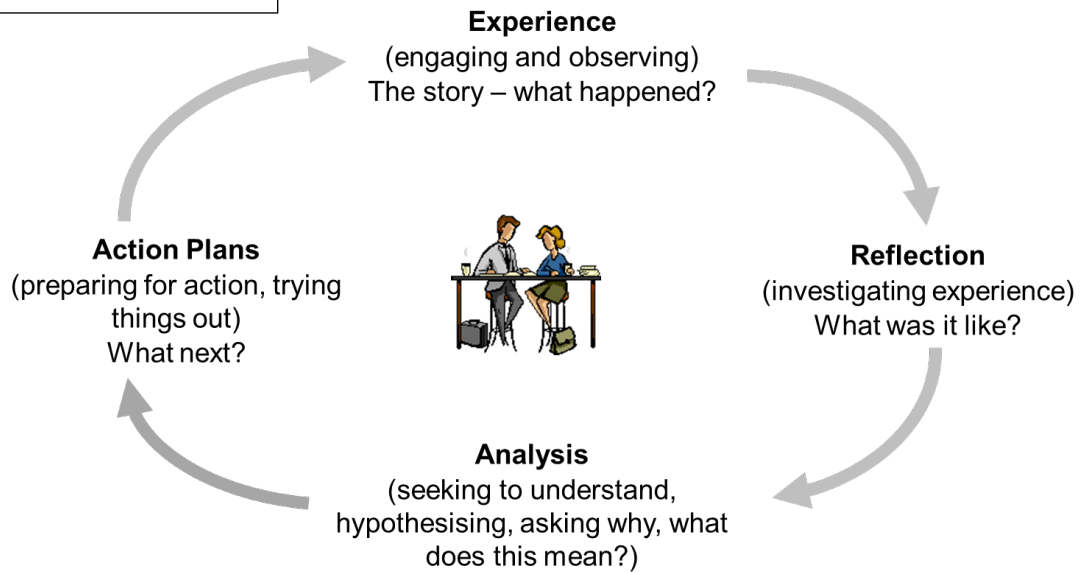 Experience
(engaging and observing)
The story – what happened?
Reflection
(investigating experience)
What was it like?
Analysis
(seeking to understand,
hypothesising, asking why, what
does this mean?)
Action Plans
(preparing for action, trying
things out)
What next?